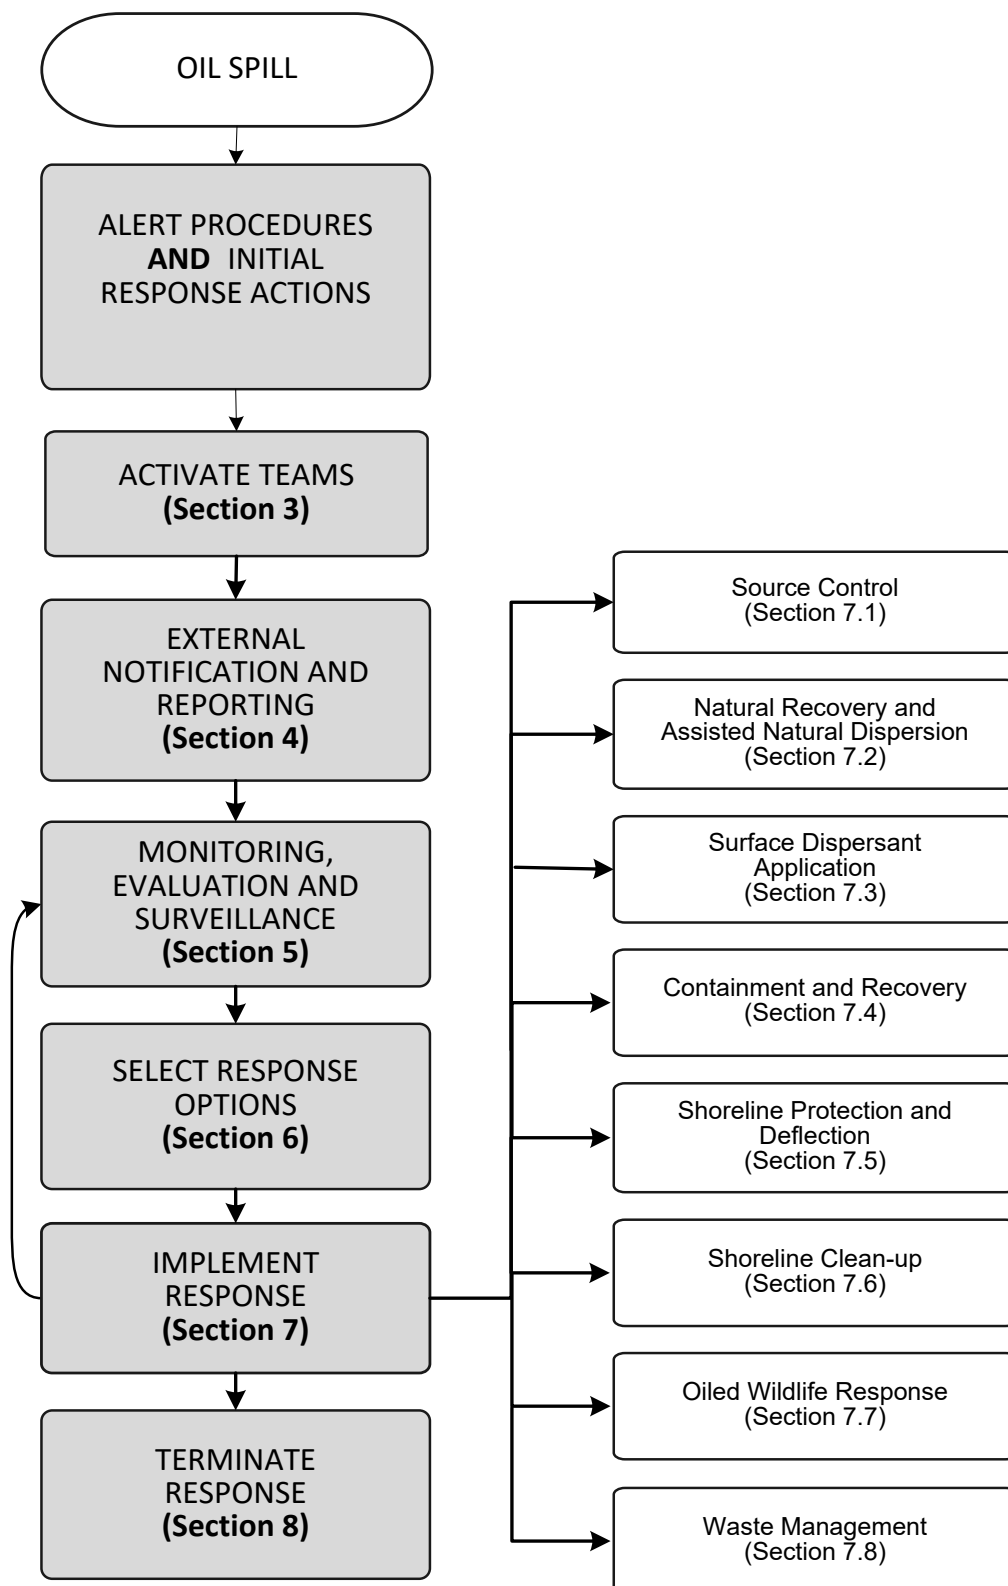 OIL SPILL
ALERT PROCEDURES
AND INITIAL
RESPONSE ACTIONS
ACTIVATE TEAMS
(Section 3)
EXTERNAL
NOTIFICATION AND
REPORTING
(Section 4)
MONITORING,
EVALUATION AND
SURVEILLANCE
(Section 5)
SELECT RESPONSE
OPTIONS
(Section 6)
IMPLEMENT
RESPONSE
(Section 7)
TERMINATE
RESPONSE
(Section 8)
Source Control
(Section 7.1)
Natural Recovery and
Assisted Natural Dispersion
(Section 7.2)
Surface Dispersant
Application
(Section 7.3)
Containment and Recovery
(Section 7.4)
Shoreline Protection and
Deflection
(Section 7.5)
Shoreline Clean-up
(Section 7.6)
Oiled Wildlife Response
(Section 7.7)
Waste Management
(Section 7.8)